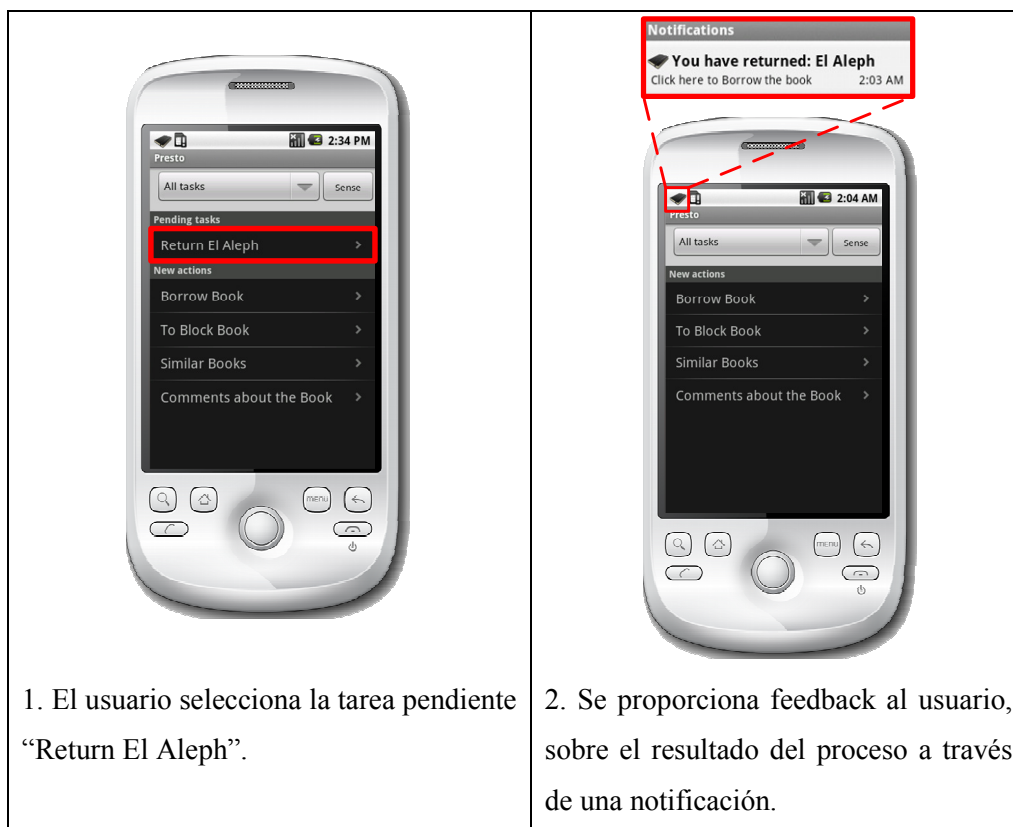 2:34 PM
Presto
All tasks
Sense
Pending tasks
Return El Aleph
New actions
Borrow Book
To Block Book
Similar Books
Comments about the Book
menu
1. El usuario selecciona la tarea pendiente
“Return El Aleph”.
Notifications
You have returned: El Aleph
Click here to Borrow the book 2:03 AM
2:04 AM
Presto
All tasks
Sense
New actions
Borrow Book
To Block Book
Similar Books
Comments about the Book
menu
2. Se proporciona feedback al usuario,
sobre el resultado del proceso a través
de una notificación.